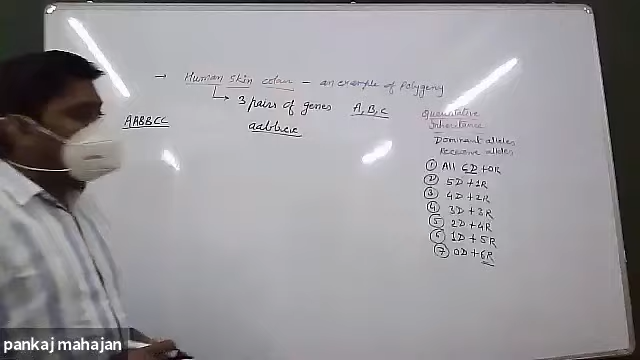 → Human skin colour - an example of Polygeny
↳ 3 pairs of genes A, B, C
AABBCC
aabbcc
Quantitative
Inheritance
Dominant alleles
Recessive alleles
① All 6D + 0R
② 5D + 1R
③ 4D + 2R
④ 3D + 3R
⑤ 2D + 4R
⑥ 1D + 5R
⑦ 0D + 6R
pankaj mahajan